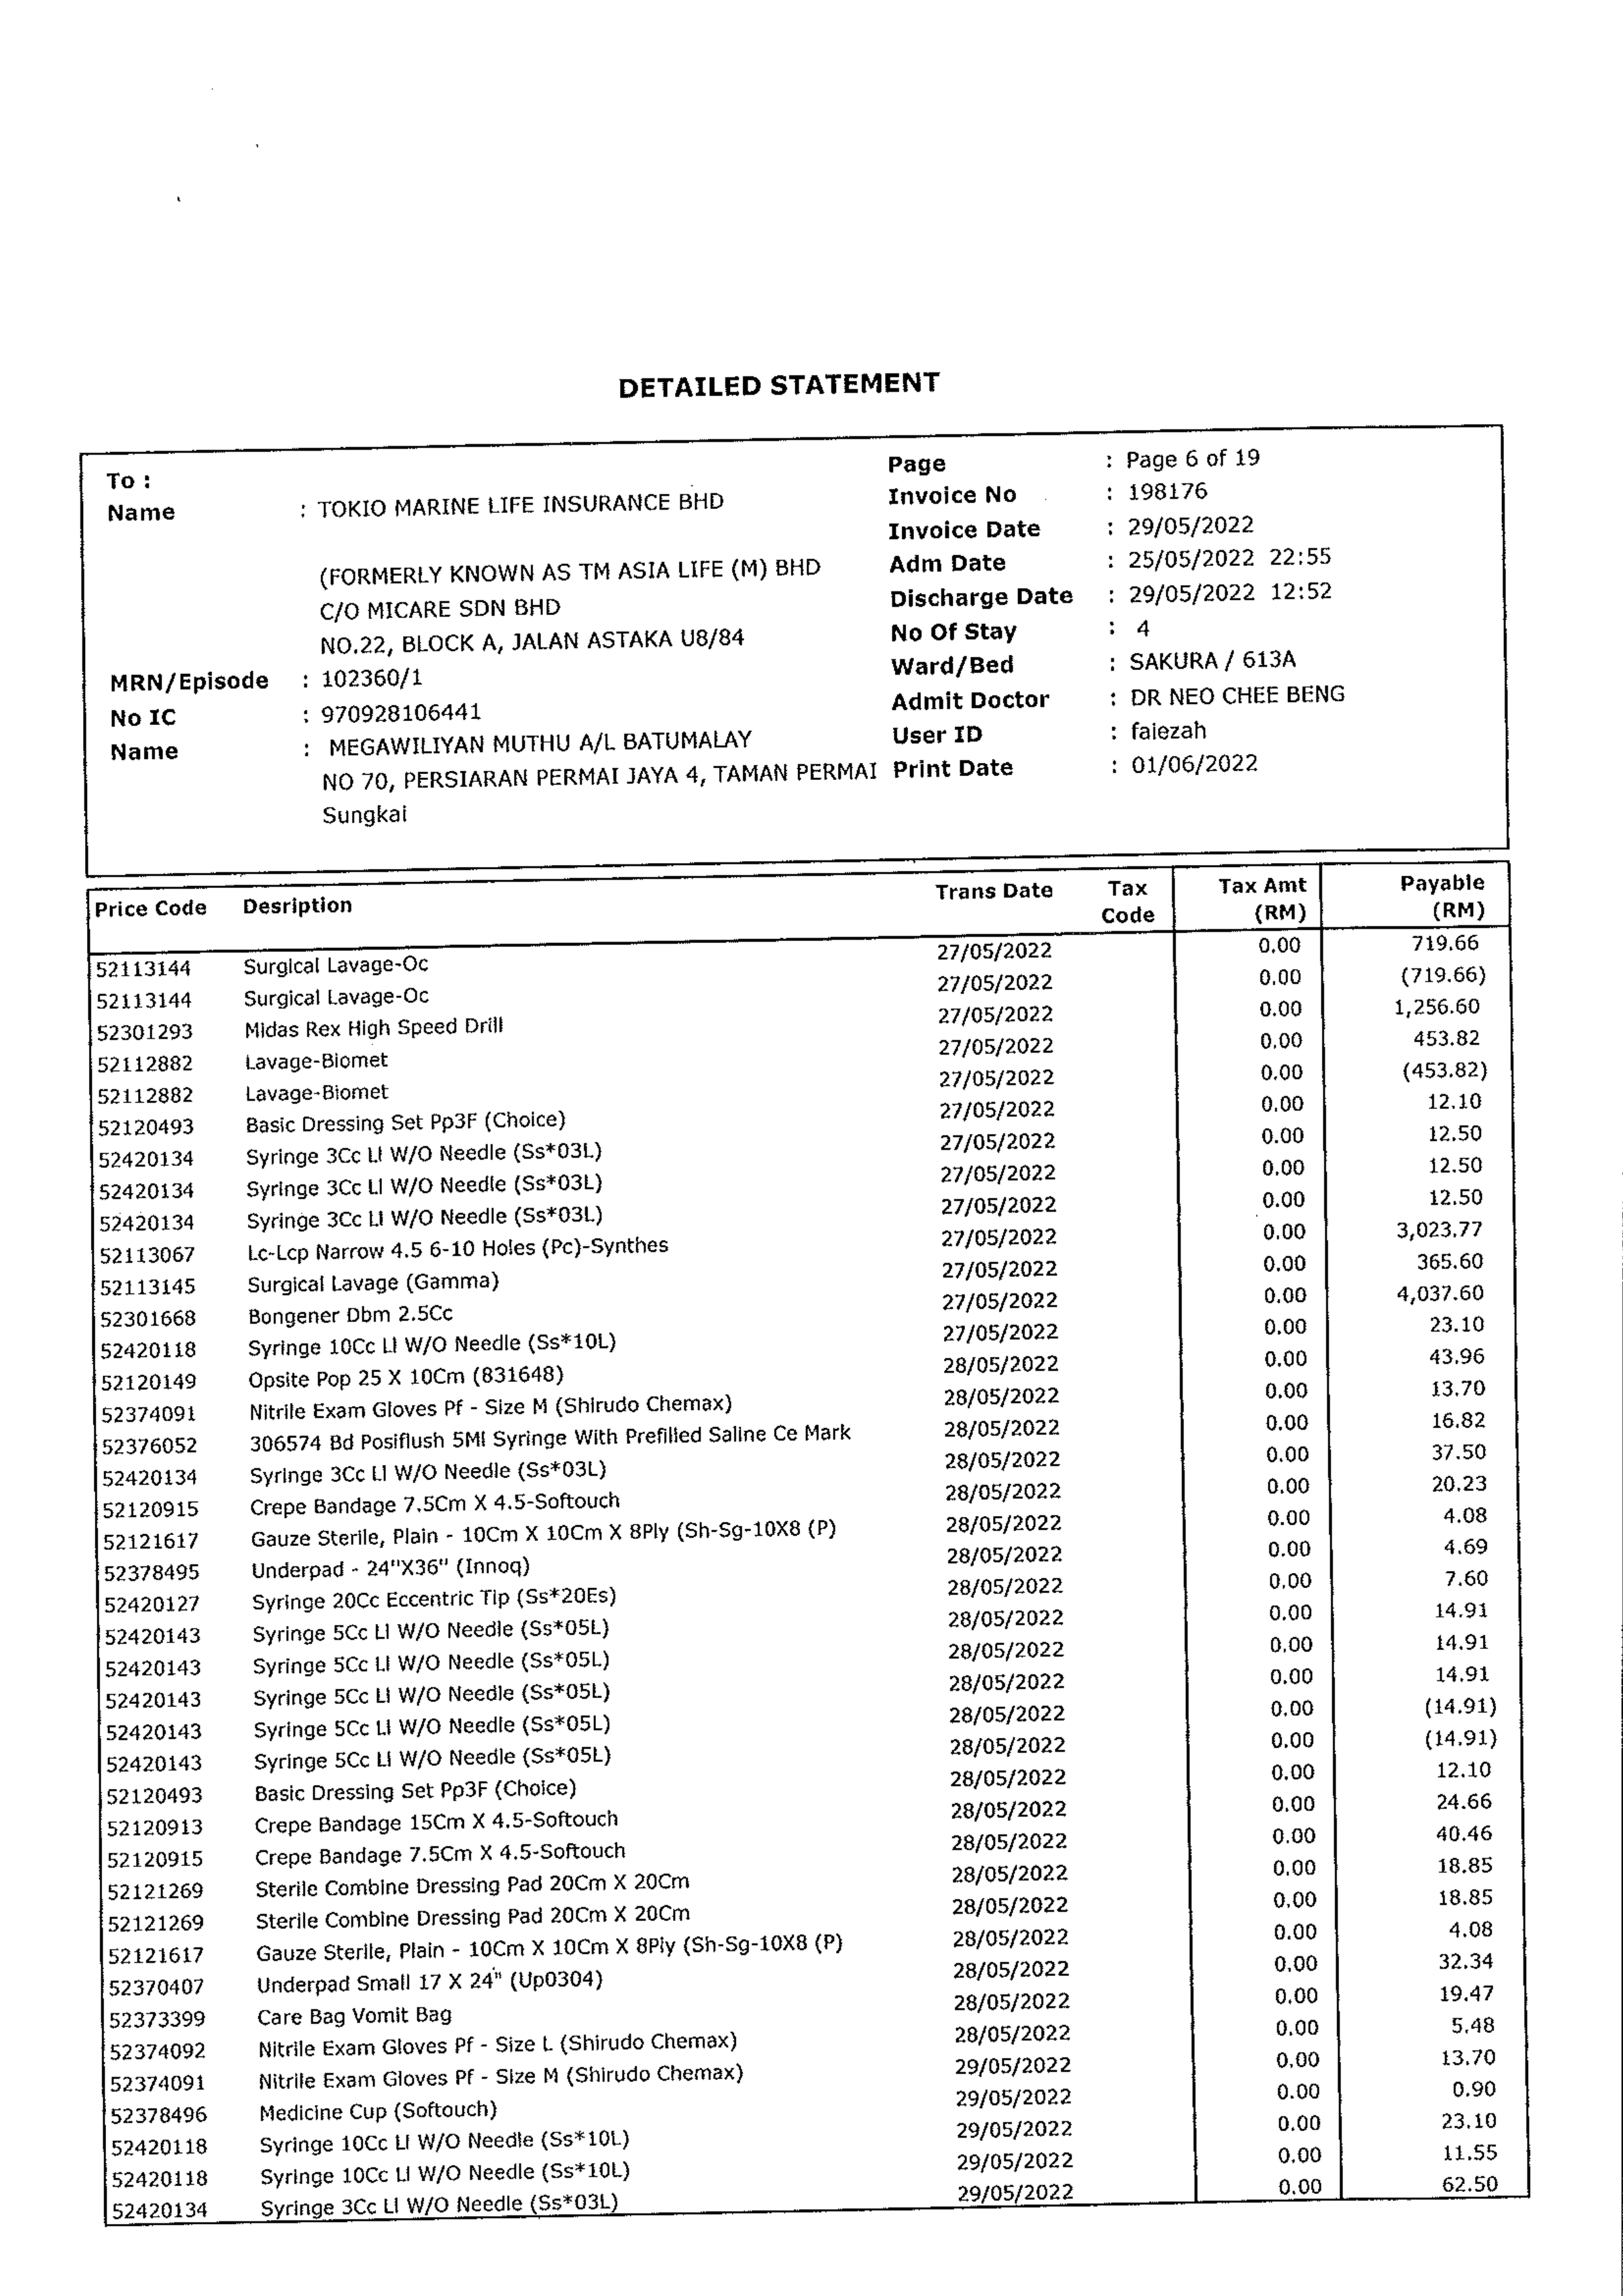 DETAILED STATEMENT
To :
Name : TOKIO MARINE LIFE INSURANCE BHD
(FORMERLY KNOWN AS TM ASIA LIFE (M) BHD
C/O MICARE SDN BHD
NO.22, BLOCK A, JALAN ASTAKA U8/84
MRN/Episode : 102360/1
No IC : 970928106441
Name : MEGAWILIYAN MUTHU A/L BATUMALAY
NO 70, PERSIARAN PERMAI JAYA 4, TAMAN PERMAI
Sungkai
Page : Page 6 of 19
Invoice No : 198176
Invoice Date : 29/05/2022
Adm Date : 25/05/2022 22:55
Discharge Date : 29/05/2022 12:52
No Of Stay : 4
Ward/Bed : SAKURA / 613A
Admit Doctor : DR NEO CHEE BENG
User ID : faiezah
Print Date : 01/06/2022
Price Code Desription Trans Date Tax Code Tax Amt (RM) Payable (RM)
52113144 Surgical Lavage-Oc 27/05/2022 0.00 719.66
52113144 Surgical Lavage-Oc 27/05/2022 0.00 (719.66)
52301293 Midas Rex High Speed Drill 27/05/2022 0.00 1,256.60
52112882 Lavage-Biomet 27/05/2022 0.00 453.82
52112882 Lavage-Biomet 27/05/2022 0.00 (453.82)
52120493 Basic Dressing Set Pp3F (Choice) 27/05/2022 0.00 12.10
52420134 Syringe 3Cc Ll W/O Needle (Ss*03L) 27/05/2022 0.00 12.50
52420134 Syringe 3Cc Ll W/O Needle (Ss*03L) 27/05/2022 0.00 12.50
52420134 Syringe 3Cc Ll W/O Needle (Ss*03L) 27/05/2022 0.00 12.50
52113067 Lc-Lcp Narrow 4.5 6-10 Holes (Pc)-Synthes 27/05/2022 0.00 3,023.77
52113145 Surgical Lavage (Gamma) 27/05/2022 0.00 365.60
52301668 Bongener Dbm 2.5Cc 27/05/2022 0.00 4,037.60
52420118 Syringe 10Cc Ll W/O Needle (Ss*10L) 27/05/2022 0.00 23.10
52120149 Opsite Pop 25 X 10Cm (831648) 28/05/2022 0.00 43.96
52374091 Nitrile Exam Gloves Pf - Size M (Shirudo Chemax) 28/05/2022 0.00 13.70
52376052 306574 Bd Posiflush 5Ml Syringe With Prefilled Saline Ce Mark 28/05/2022 0.00 16.82
52420134 Syringe 3Cc Ll W/O Needle (Ss*03L) 28/05/2022 0.00 37.50
52120915 Crepe Bandage 7.5Cm X 4.5-Softouch 28/05/2022 0.00 20.23
52121617 Gauze Sterile, Plain - 10Cm X 10Cm X 8Ply (Sh-Sg-10X8 (P) 28/05/2022 0.00 4.08
52378495 Underpad - 24"X36" (Innoq) 28/05/2022 0.00 4.69
52420127 Syringe 20Cc Eccentric Tip (Ss*20Es) 28/05/2022 0.00 7.60
52420143 Syringe 5Cc Ll W/O Needle (Ss*05L) 28/05/2022 0.00 14.91
52420143 Syringe 5Cc Ll W/O Needle (Ss*05L) 28/05/2022 0.00 14.91
52420143 Syringe 5Cc Ll W/O Needle (Ss*05L) 28/05/2022 0.00 14.91
52420143 Syringe 5Cc Ll W/O Needle (Ss*05L) 28/05/2022 0.00 (14.91)
52420143 Syringe 5Cc Ll W/O Needle (Ss*05L) 28/05/2022 0.00 (14.91)
52120493 Basic Dressing Set Pp3F (Choice) 28/05/2022 0.00 12.10
52120913 Crepe Bandage 15Cm X 4.5-Softouch 28/05/2022 0.00 24.66
52120915 Crepe Bandage 7.5Cm X 4.5-Softouch 28/05/2022 0.00 40.46
52121269 Sterile Combine Dressing Pad 20Cm X 20Cm 28/05/2022 0.00 18.85
52121269 Sterile Combine Dressing Pad 20Cm X 20Cm 28/05/2022 0.00 18.85
52121617 Gauze Sterile, Plain - 10Cm X 10Cm X 8Ply (Sh-Sg-10X8 (P) 28/05/2022 0.00 4.08
52370407 Underpad Small 17 X 24" (Up0304) 28/05/2022 0.00 32.34
52373399 Care Bag Vomit Bag 28/05/2022 0.00 19.47
52374092 Nitrile Exam Gloves Pf - Size L (Shirudo Chemax) 28/05/2022 0.00 5.48
52374091 Nitrile Exam Gloves Pf - Size M (Shirudo Chemax) 29/05/2022 0.00 13.70
52378496 Medicine Cup (Softouch) 29/05/2022 0.00 0.90
52420118 Syringe 10Cc Ll W/O Needle (Ss*10L) 29/05/2022 0.00 23.10
52420118 Syringe 10Cc Ll W/O Needle (Ss*10L) 29/05/2022 0.00 11.55
52420134 Syringe 3Cc Ll W/O Needle (Ss*03L) 29/05/2022 0.00 62.50